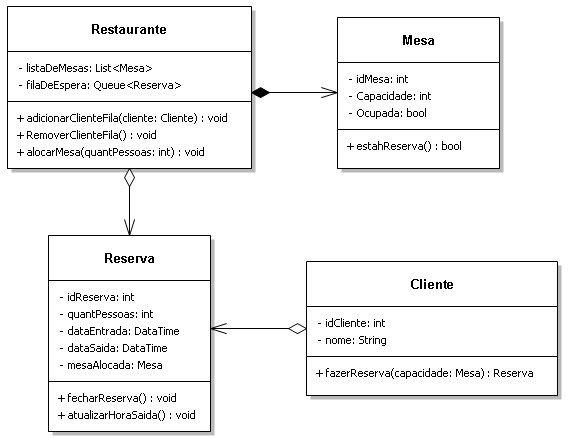 Restaurante
- listaDeMesas: List<Mesa>
- filaDeEspera: Queue<Reserva>
+ adicionarClienteFila(cliente: Cliente) : void
+ RemoverClienteFila() : void
+ alocarMesa(quantPessoas: int) : void
Mesa
- idMesa: int
- Capacidade: int
- Ocupada: bool
+ estahReserva() : bool
Reserva
- idReserva: int
- quantPessoas: int
- dataEntrada: DataTime
- dataSaida: DataTime
- mesaAlocada: Mesa
+ fecharReserva() : void
+ atualizarHoraSaida() : void
Cliente
- idCliente: int
- nome: String
+ fazerReserva(capacidade: Mesa) : Reserva